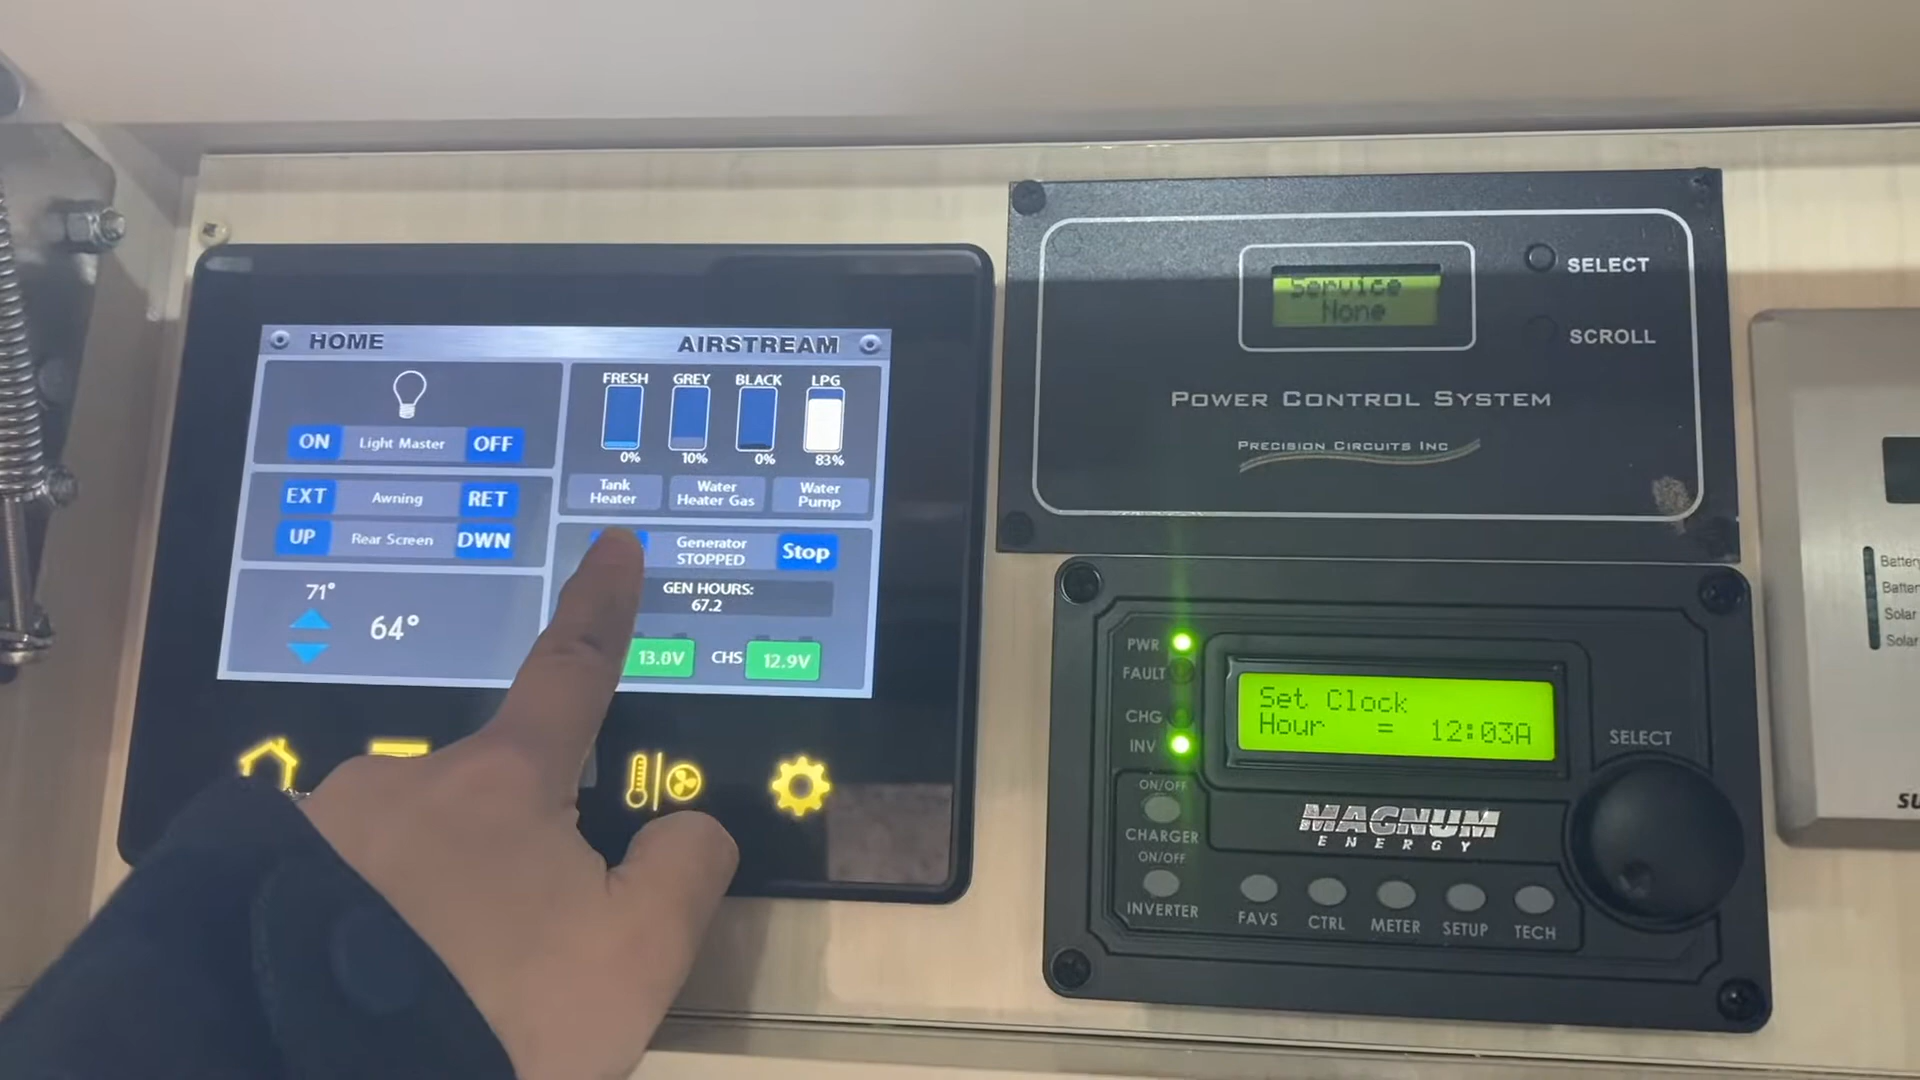 HOME
AIRSTREAM
ON Light Master OFF
EXT Awning RET
UP Rear Screen DWN
71°
64°
FRESH GREY BLACK LPG
0% 10% 0% 83%
Tank Heater
Water Heater Gas
Water Pump
Generator
STOPPED
Stop
GEN HOURS:
67.2
13.0V CHS 12.9V
Service
None
SELECT
SCROLL
POWER CONTROL SYSTEM
PRECISION CIRCUITS INC
PWR
FAULT
CHG
INV
Set Clock
Hour = 12:03A
SELECT
ON/OFF
CHARGER
ON/OFF
INVERTER
MAGNUM
ENERGY
FAVS CTRL METER SETUP TECH
Solar
Solar